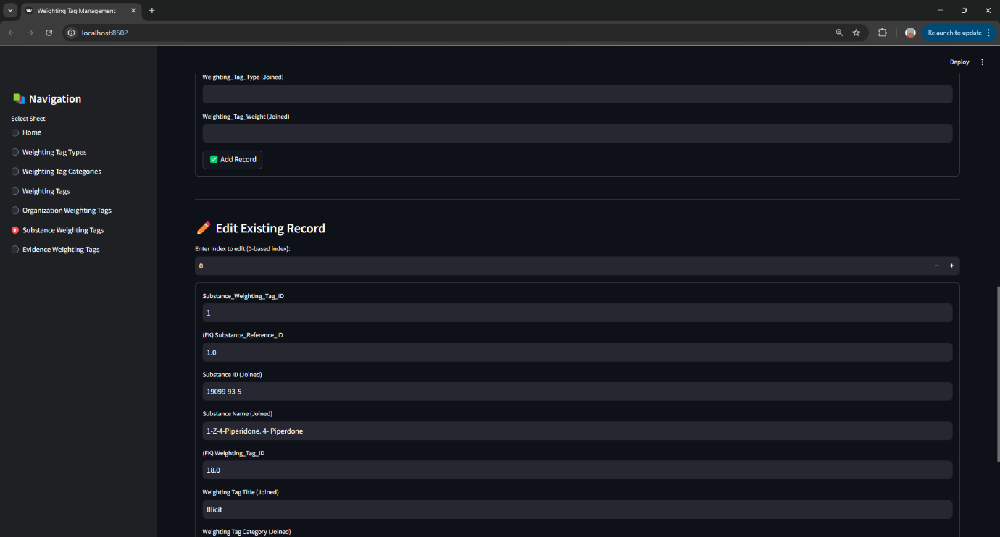 Weighting Tag Management
localhost:8502
Relaunch to update
Deploy
Navigation
Select Sheet
Home
Weighting Tag Types
Weighting Tag Categories
Weighting Tags
Organization Weighting Tags
Substance Weighting Tags
Evidence Weighting Tags
Weighting_Tag_Type (Joined)
Weighting_Tag_Weight (Joined)
Add Record
Edit Existing Record
Enter index to edit (0-based index):
0
Substance_Weighting_Tag_ID
1
(FK) Substance_Reference_ID
1.0
Substance ID (Joined)
19099-93-5
Substance Name (Joined)
1-Z-4-Piperidone. 4- Piperdone
(FK) Weighting_Tag_ID
18.0
Weighting Tag Title (Joined)
Illicit
Weighting Tag Category (Joined)